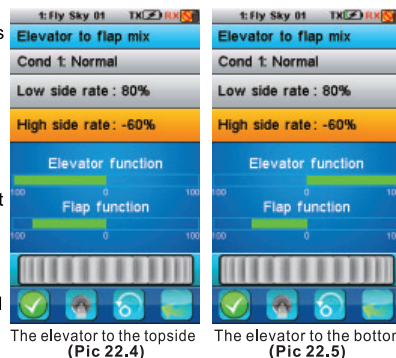 1: Fly Sky 01 TX RX
Elevator to flap mix
Cond 1: Normal
Low side rate : 80%
High side rate : -60%
Elevator function
100 0 100
Flap function
100 0 100
The elevator to the topside
(Pic 22.4)
1: Fly Sky 01 TX RX
Elevator to flap mix
Cond 1: Normal
Low side rate : 80%
High side rate : -60%
Elevator function
100 0 100
Flap function
100 0 10
The elevator to the bottor
(Pic 22.5)